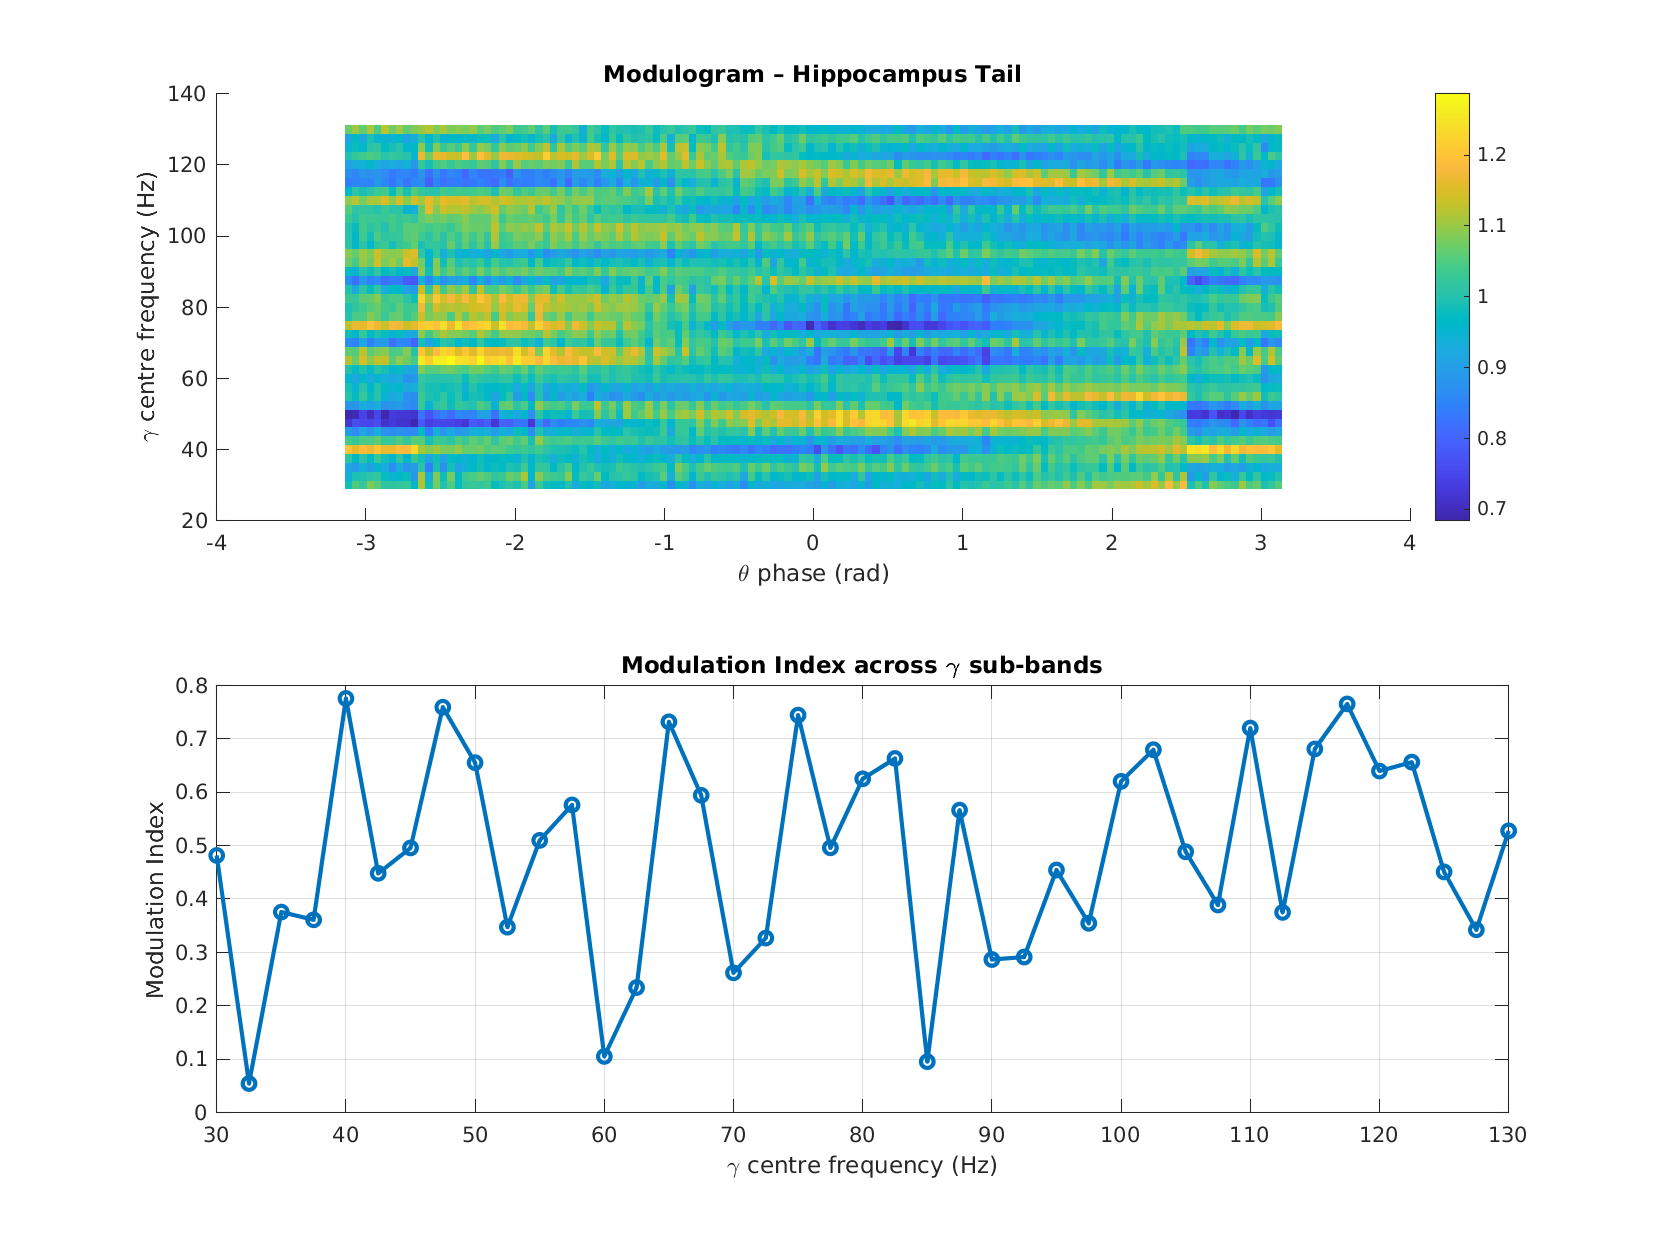 Modulogram – Hippocampus Tail
140
120
100
80
60
40
20
γ centre frequency (Hz)
-4 -3 -2 -1 0 1 2 3 4
θ phase (rad)
1.2
1.1
1
0.9
0.8
0.7
Modulation Index across γ sub-bands
0.8
0.7
0.6
0.5
0.4
0.3
0.2
0.1
0
Modulation Index
30 40 50 60 70 80 90 100 110 120 130
γ centre frequency (Hz)